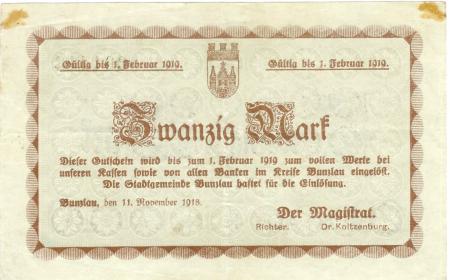 Gültig bis 1. Februar 1919. Gültig bis 1. Februar 1919.
Zwanzig Mark
Dieser Gutschein wird bis zum 1. Februar 1919 zum vollen Werte bei
unseren Kassen sowie von allen Banken im Kreise Bunzlau eingelöst.
Die Stadtgemeinde Bunzlau haftet für die Einlösung.
Bunzlau, den 11. November 1918.
Der Magistrat.
Richter. Dr. Koltzenburg.